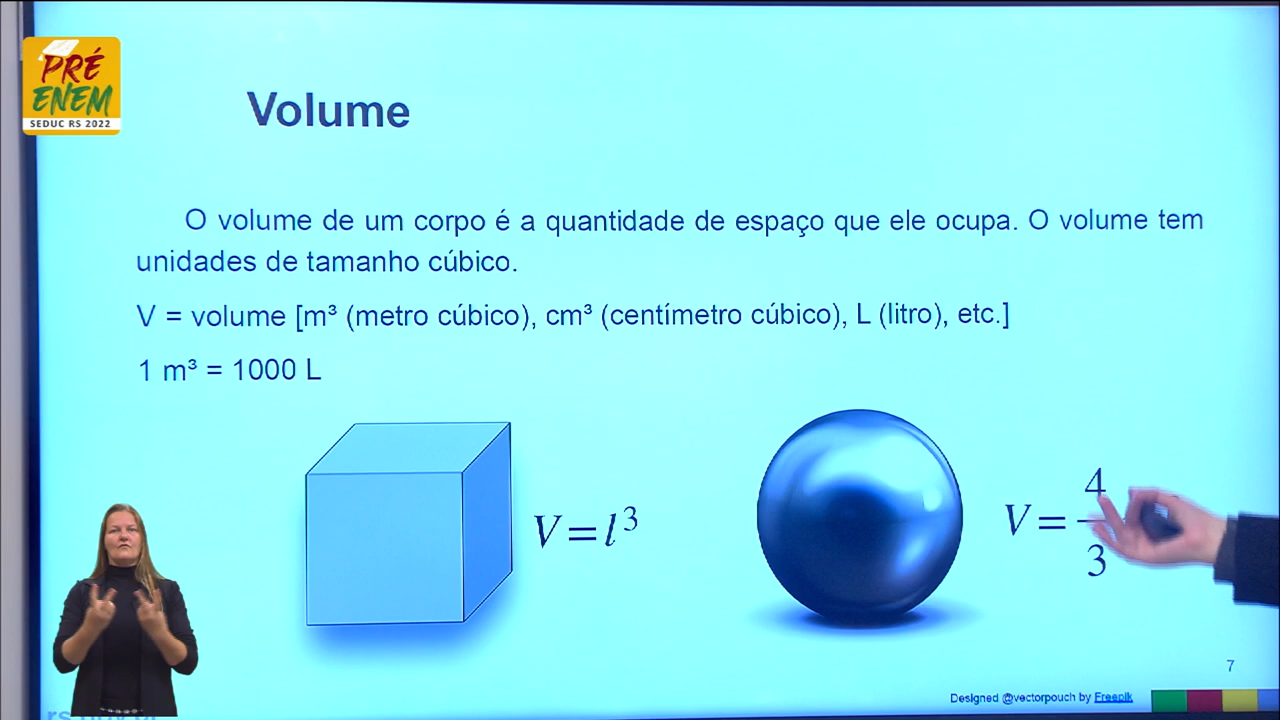 PRÉ
ENEM
SEDUC RS 2022
Volume
O volume de um corpo é a quantidade de espaço que ele ocupa. O volume tem
unidades de tamanho cúbico.
V = volume [m³ (metro cúbico), cm³ (centímetro cúbico), L (litro), etc.]
1 m³ = 1000 L
V = l³
V = 4/3
7
Designed @vectorpouch by Freepik